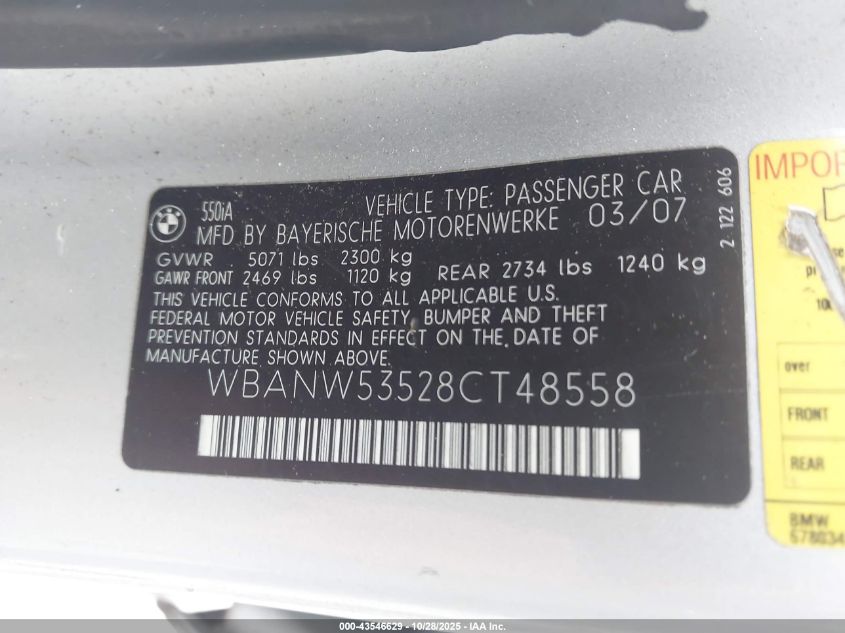 550iA
VEHICLE TYPE: PASSENGER CAR
MFD BY BAYERISCHE MOTORENWERKE 03/07
GVWR 5071 lbs 2300 kg
GAWR FRONT 2469 lbs 1120 kg REAR 2734 lbs 1240 kg
THIS VEHICLE CONFORMS TO ALL APPLICABLE U.S.
FEDERAL MOTOR VEHICLE SAFETY, BUMPER AND THEFT
PREVENTION STANDARDS IN EFFECT ON THE DATE OF
MANUFACTURE SHOWN ABOVE.
WBANW53528CT48558
2 122 606
BMW
IMPOR
over
FRONT
REAR
BMW
678034
000-43546629 - 10/28/2025 - IAA Inc.